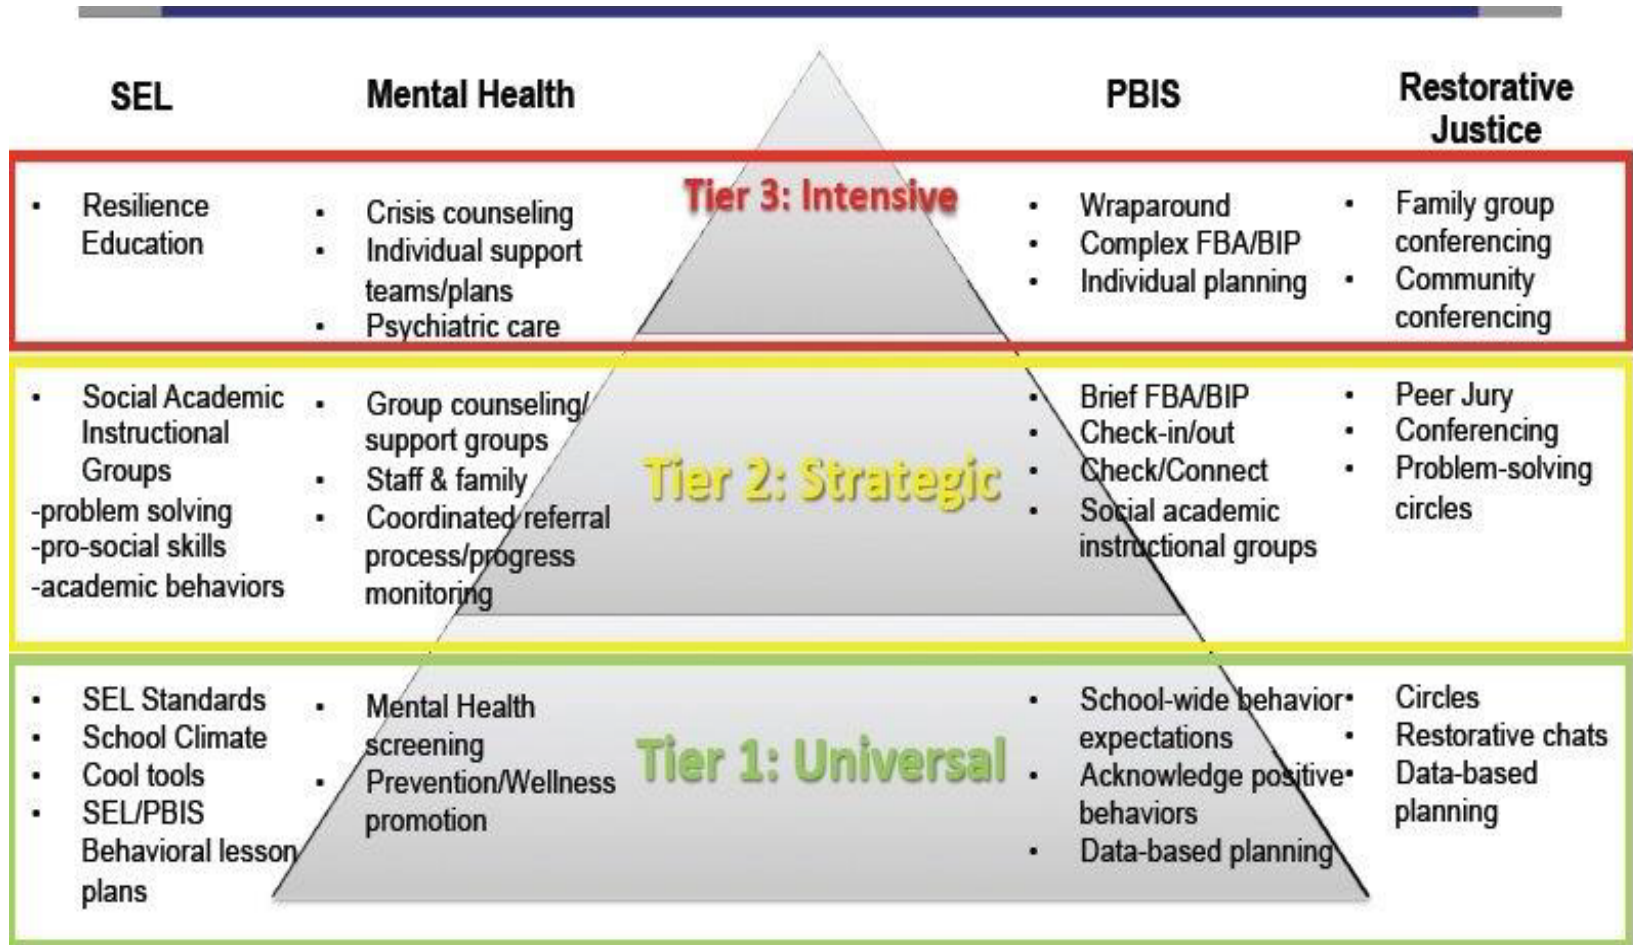 SEL
Mental Health
PBIS
Restorative
Justice
Tier 3: Intensive
• Resilience
Education
• Crisis counseling
• Individual support
teams/plans
• Psychiatric care
• Wraparound
• Complex FBA/BIP
• Individual planning
• Family group
conferencing
• Community
conferencing
Tier 2: Strategic
• Social Academic
Instructional
Groups
-problem solving
-pro-social skills
-academic behaviors
• Group counseling/
support groups
• Staff & family
• Coordinated referral
process/progress
monitoring
• Brief FBA/BIP
• Check-in/out
• Check/Connect
• Social academic
instructional groups
• Peer Jury
• Conferencing
• Problem-solving
circles
Tier 1: Universal
• SEL Standards
• School Climate
• Cool tools
• SEL/PBIS
Behavioral lesson
plans
• Mental Health
screening
• Prevention/Wellness
promotion
• School-wide behavior
expectations
• Acknowledge positive
behaviors
• Data-based planning
• Circles
• Restorative chats
• Data-based
planning